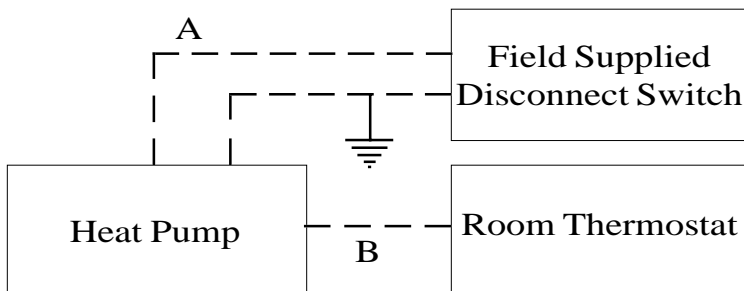 A
Field Supplied
Disconnect Switch
Heat Pump
B
Room Thermostat